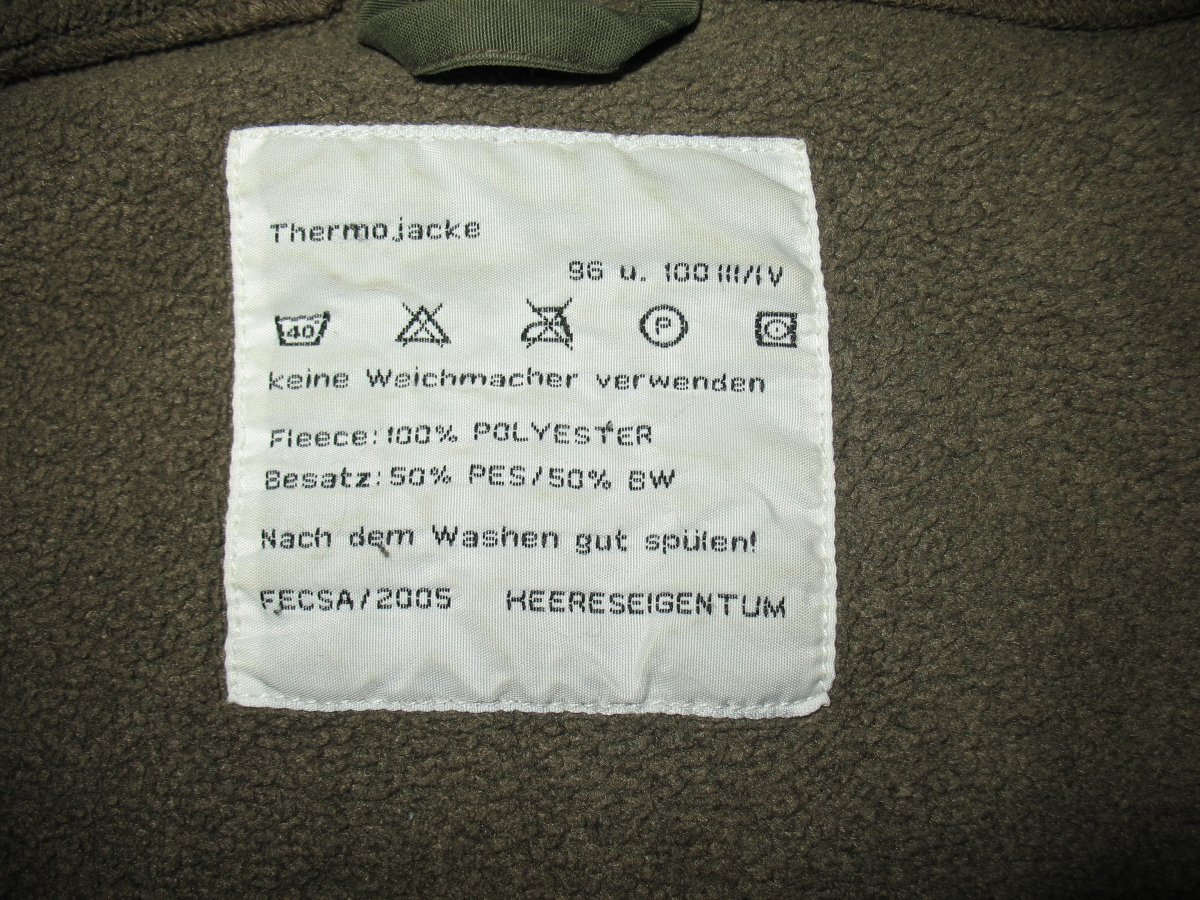 Thermojacke
96 u. 100 III/IV
40 P
keine Weichmacher verwenden
Fleece: 100% POLYESTER
Besatz: 50% PES/50% BW
Nach dem Washen gut spülen!
FECSA/2005 HEERESEIGENTUM